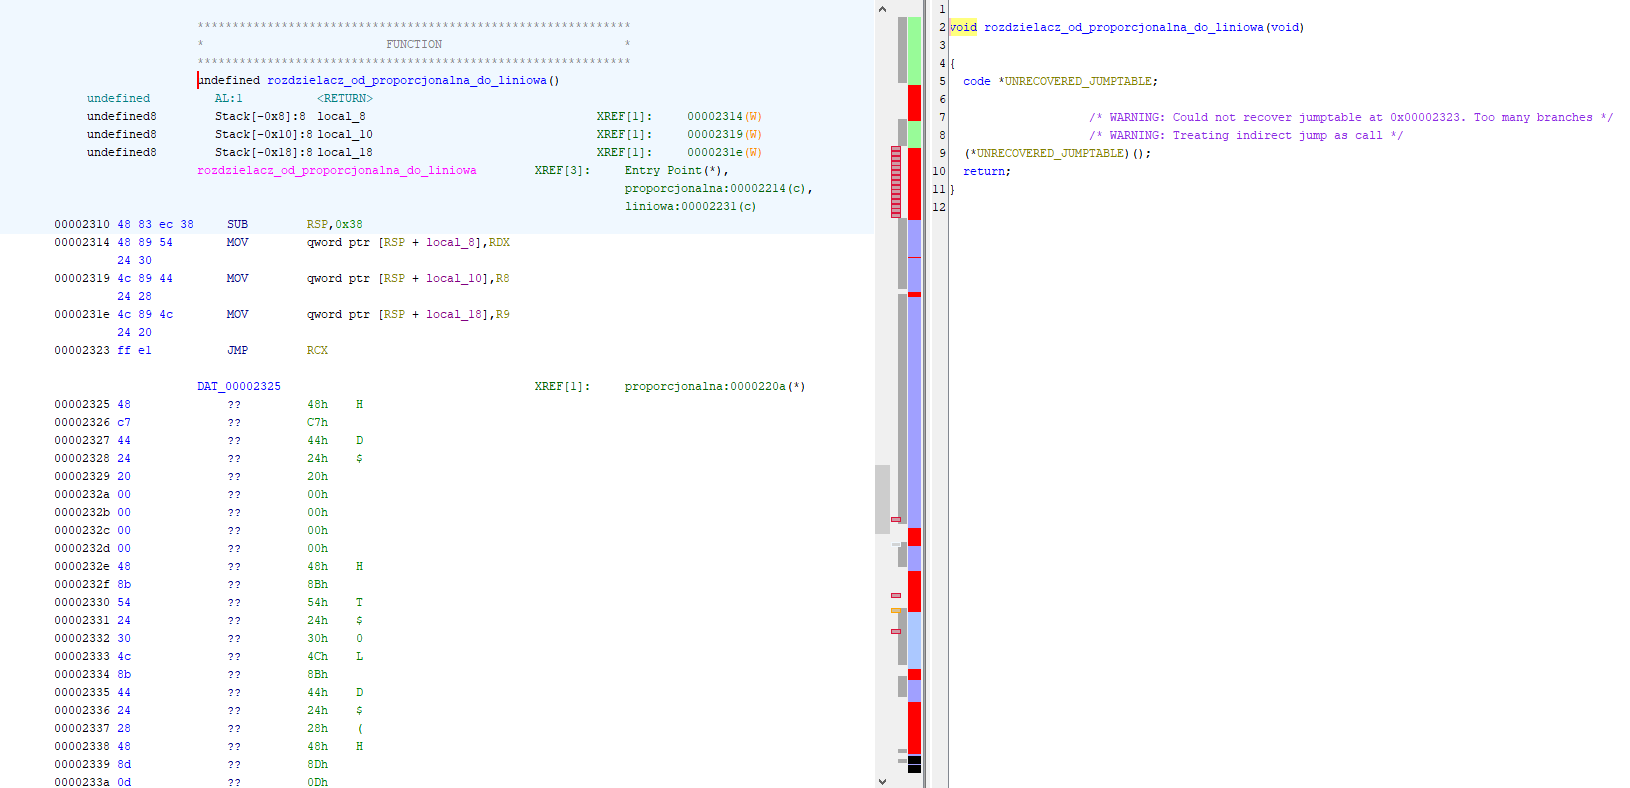 ************************************************************** 
* FUNCTION *
**************************************************************
undefined rozdzielacz_od_proporcjonalna_do_liniowa()
undefined AL:1 <RETURN>
undefined8 Stack[-0x8]:8 local_8 XREF[1]: 00002314(W)
undefined8 Stack[-0x10]:8 local_10 XREF[1]: 00002319(W)
undefined8 Stack[-0x18]:8 local_18 XREF[1]: 0000231e(W)
rozdzielacz_od_proporcjonalna_do_liniowa XREF[3]: Entry Point(*),
proporcjonalna:00002214(c),
liniowa:00002231(c)
00002310 48 83 ec 38 SUB RSP,0x38
00002314 48 89 54 MOV qword ptr [RSP + local_8],RDX
24 30
00002319 4c 89 44 MOV qword ptr [RSP + local_10],R8
24 28
0000231e 4c 89 4c MOV qword ptr [RSP + local_18],R9
24 20
00002323 ff e1 JMP RCX
DAT_00002325 XREF[1]: proporcjonalna:0000220a(*)
00002325 48 ?? 48h H
00002326 c7 ?? C7h
00002327 44 ?? 44h D
00002328 24 ?? 24h $
00002329 20 ?? 20h
0000232a 00 ?? 00h
0000232b 00 ?? 00h
0000232c 00 ?? 00h
0000232d 00 ?? 00h
0000232e 48 ?? 48h H
0000232f 8b ?? 8Bh
00002330 54 ?? 54h T
00002331 24 ?? 24h $
00002332 30 ?? 30h 0
00002333 4c ?? 4Ch L
00002334 8b ?? 8Bh
00002335 44 ?? 44h D
00002336 24 ?? 24h $
00002337 28 ?? 28h (
00002338 48 ?? 48h H
00002339 8d ?? 8Dh
0000233a 0d ?? 0Dh
1
2 void rozdzielacz_od_proporcjonalna_do_liniowa(void)
3
4 {
5 code *UNRECOVERED_JUMPTABLE;
6
7 /* WARNING: Could not recover jumptable at 0x00002323. Too many branches */
8 /* WARNING: Treating indirect jump as call */
9 (*UNRECOVERED_JUMPTABLE)();
10 return;
11 }
12